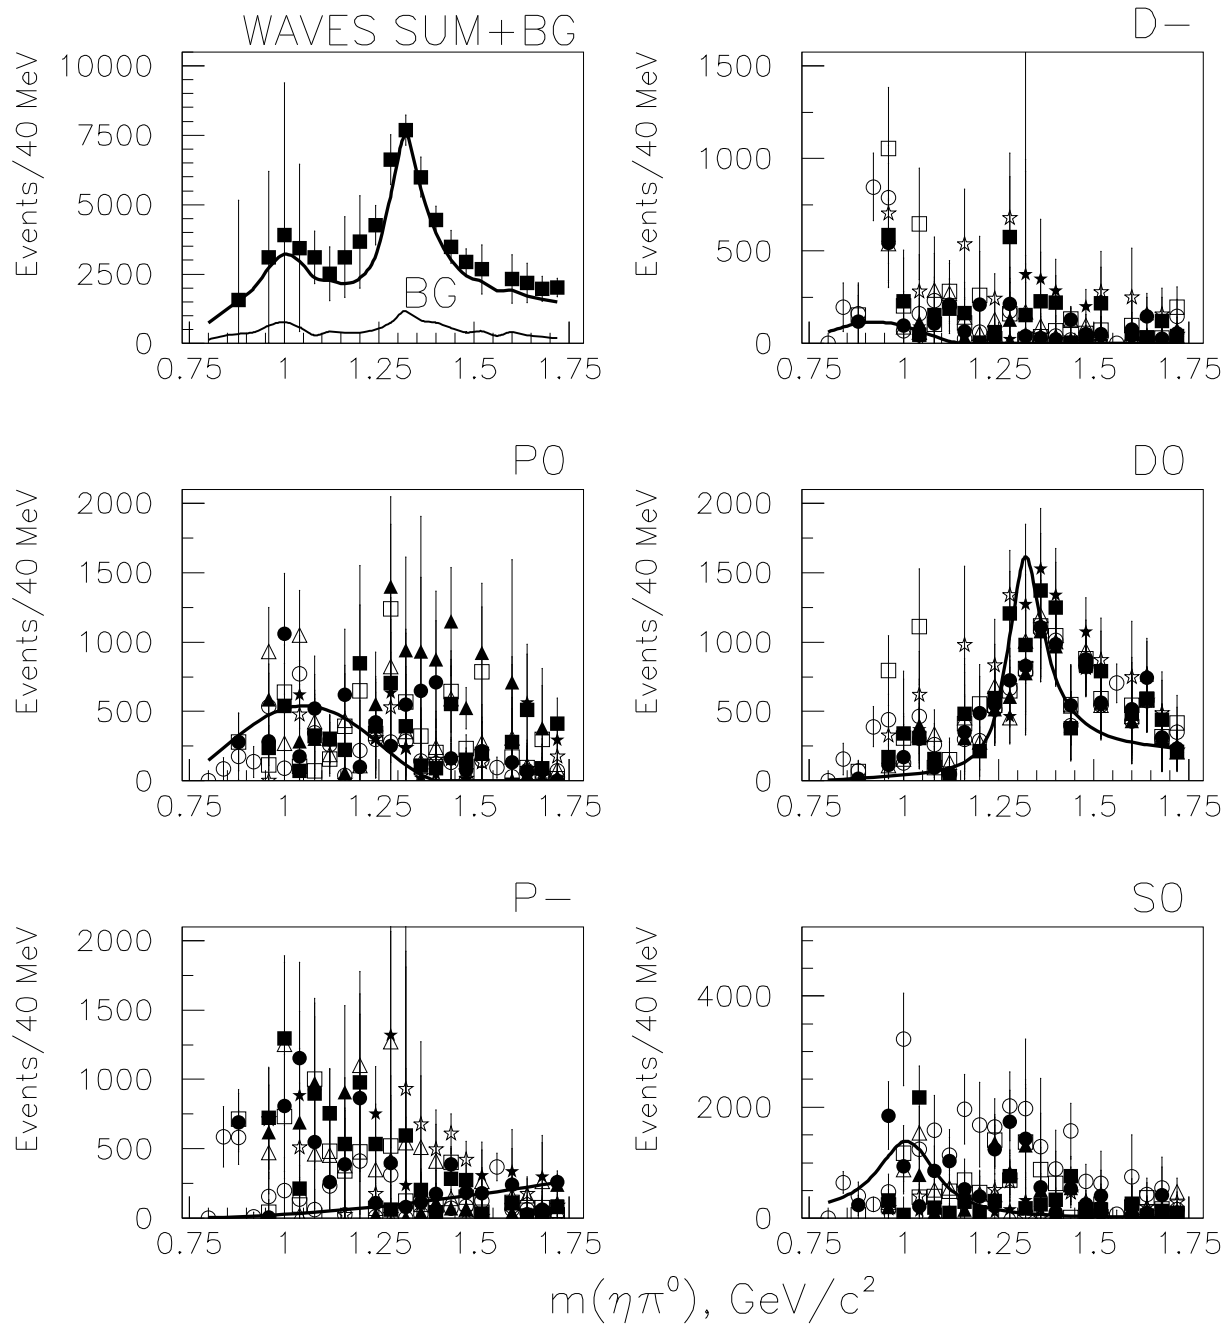 WAVES SUM+BG
Events/40 MeV
10000
7500
5000
2500
0
BG
0.75 1 1.25 1.5 1.75
D-
Events/40 MeV
1500
1000
500
0
0.75 1 1.25 1.5 1.75
P0
Events/40 MeV
2000
1500
1000
500
0
0.75 1 1.25 1.5 1.75
D0
Events/40 MeV
2000
1500
1000
500
0
0.75 1 1.25 1.5 1.75
P-
Events/40 MeV
2000
1500
1000
500
0
0.75 1 1.25 1.5 1.75
S0
Events/40 MeV
4000
2000
0
0.75 1 1.25 1.5 1.75
m(ηπ⁰), GeV/c²